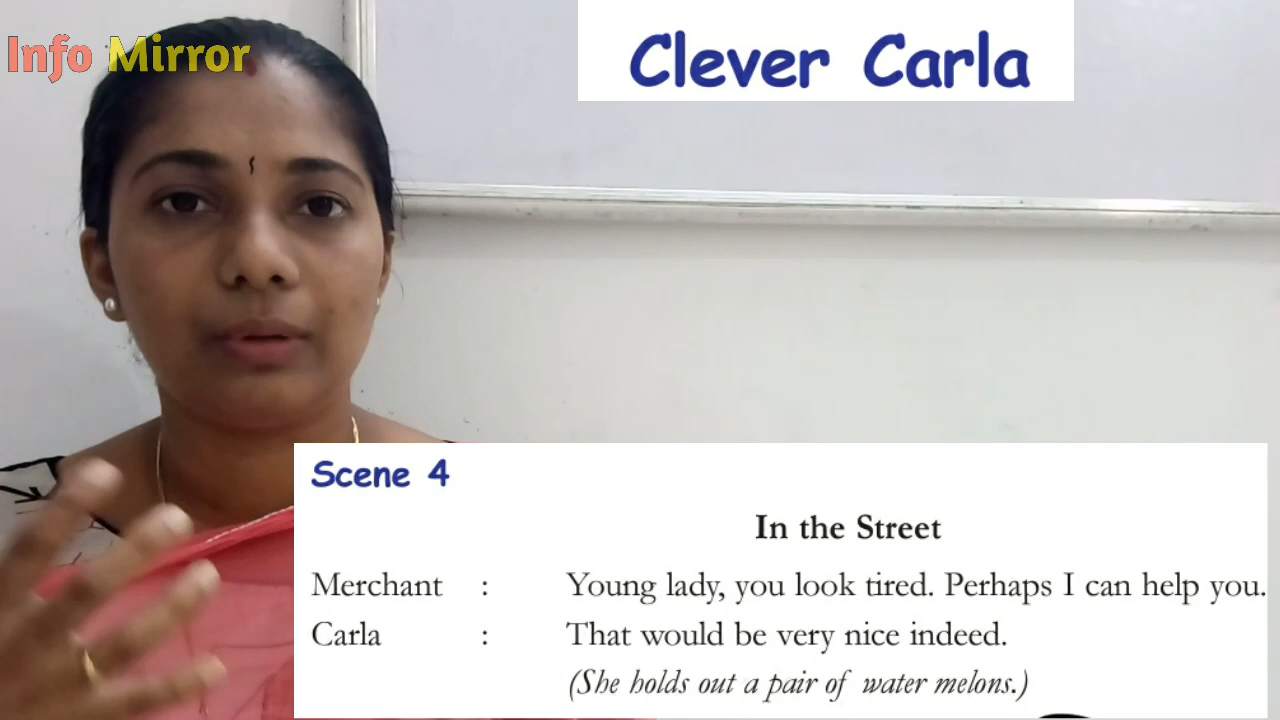 Info Mirror
Clever Carla
Scene 4
In the Street
Merchant : Young lady, you look tired. Perhaps I can help you.
Carla : That would be very nice indeed.
(She holds out a pair of water melons.)